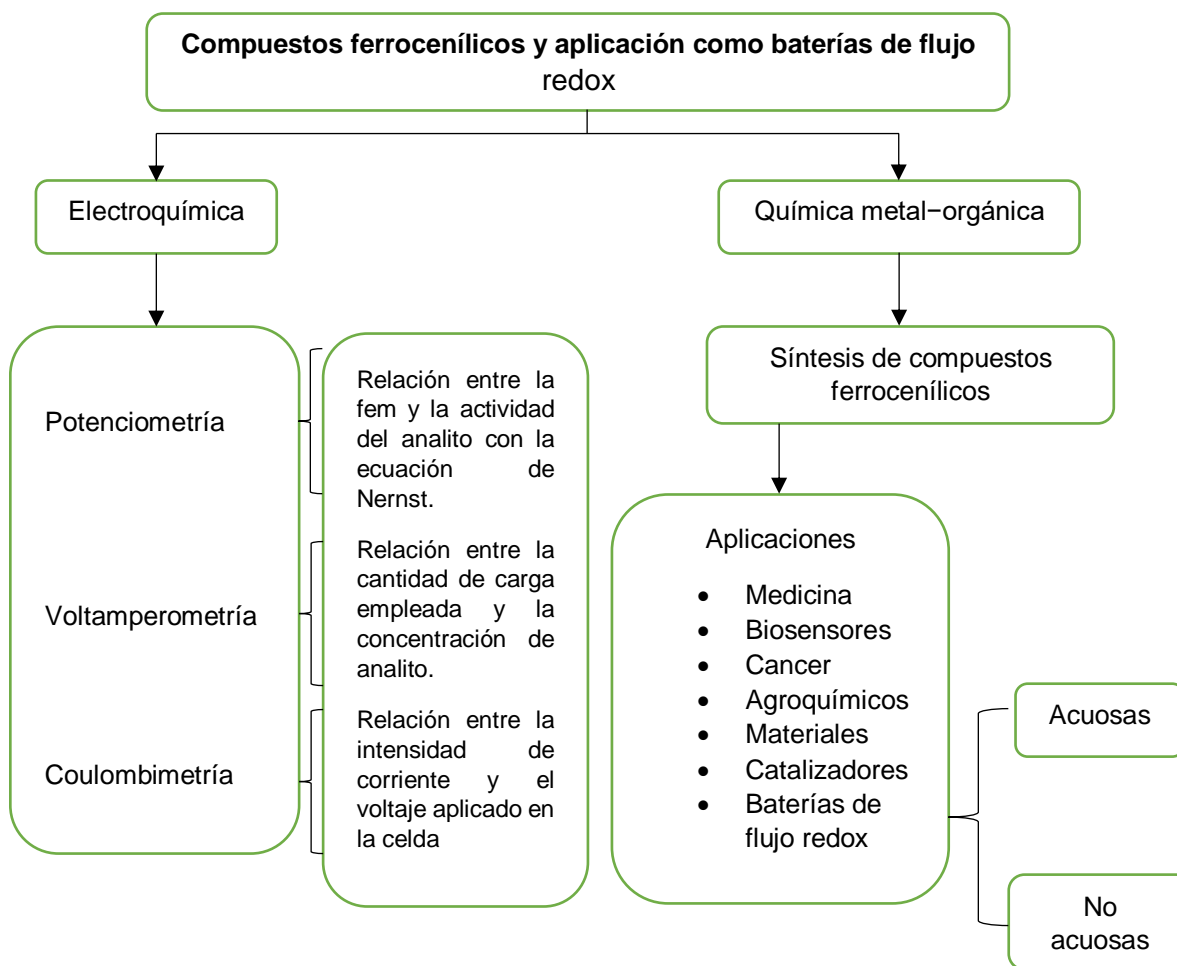 Compuestos ferrocenílicos y aplicación como baterías de flujo
redox
Electroquímica
Química metal−orgánica
Potenciometría
Voltamperometría
Coulombimetría
Relación entre la
fem y la actividad
del analito con la
ecuación de
Nernst.
Relación entre la
cantidad de carga
empleada y la
concentración de
analito.
Relación entre la
intensidad de
corriente y el
voltaje aplicado en
la celda
Síntesis de compuestos
ferrocenílicos
Aplicaciones
• Medicina
• Biosensores
• Cancer
• Agroquímicos
• Materiales
• Catalizadores
• Baterías de
flujo redox
Acuosas
No
acuosas